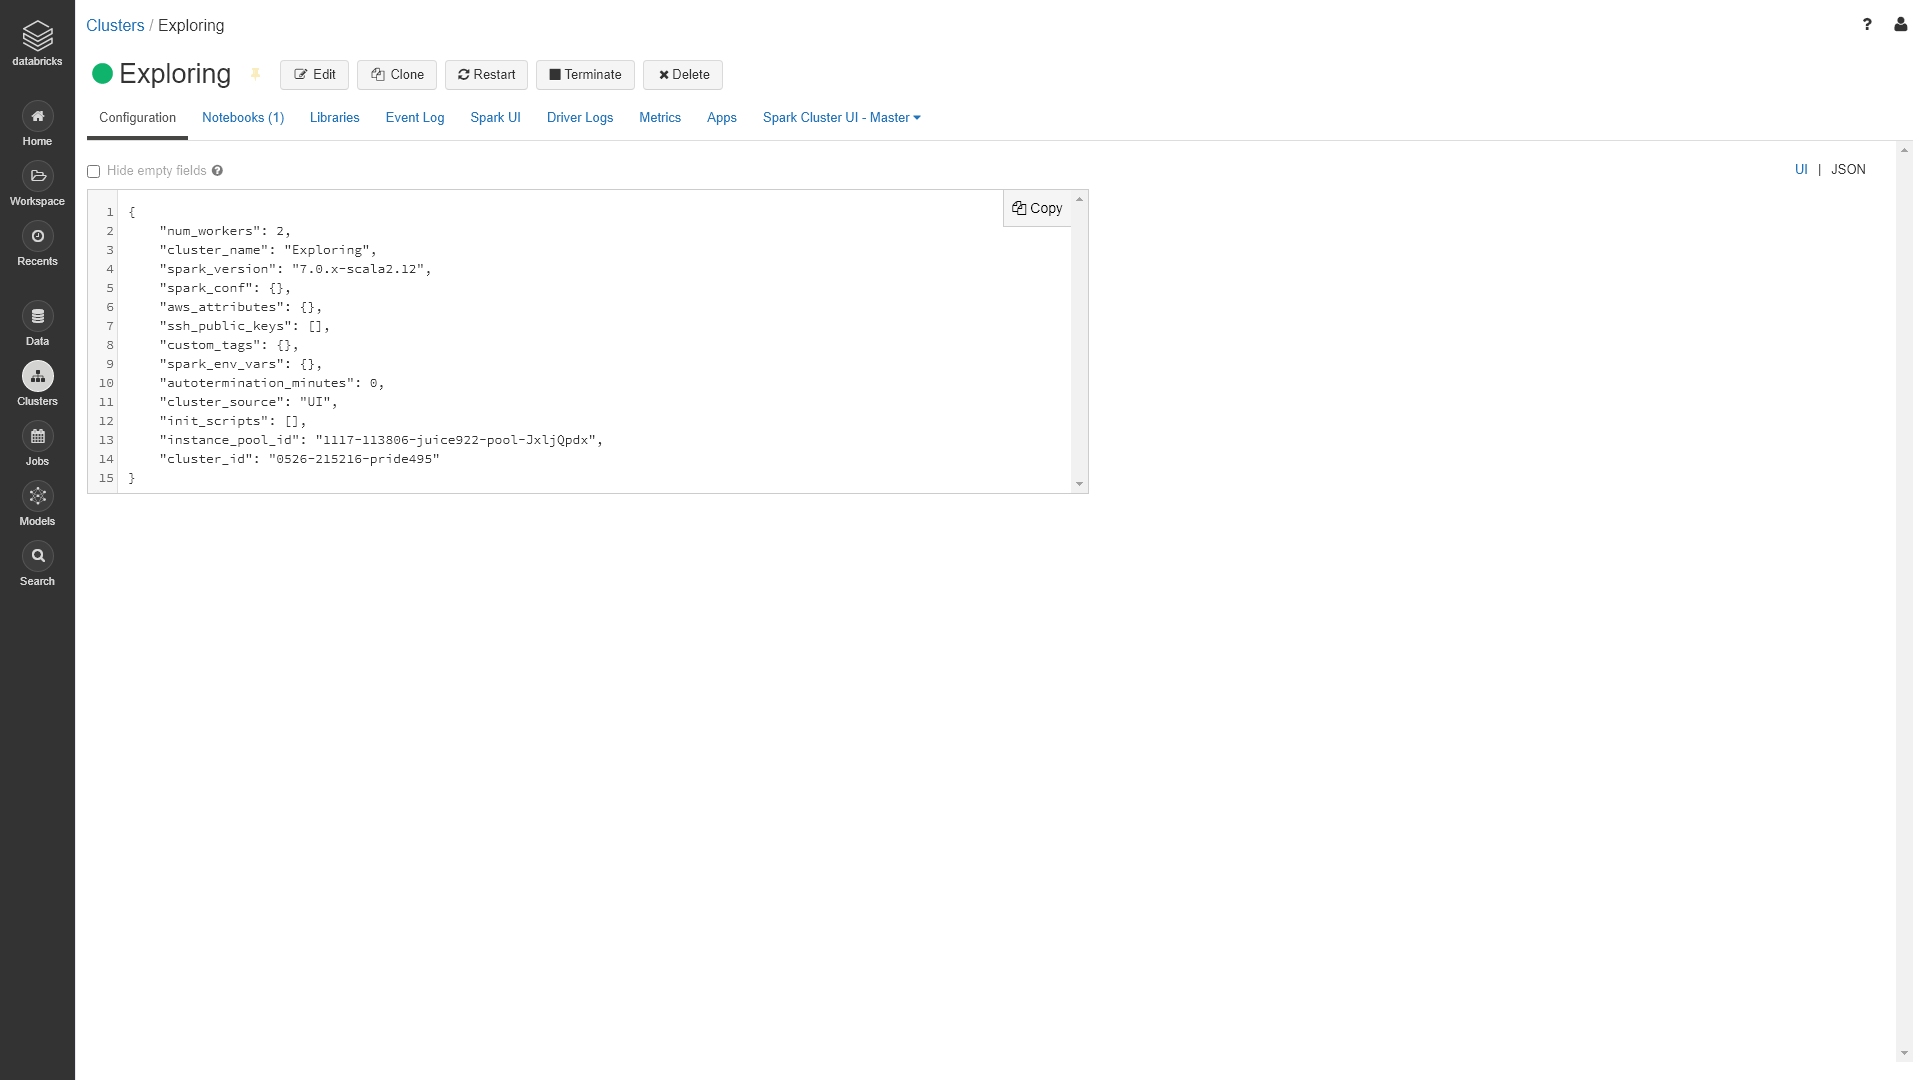 databricks
Home
Workspace
Recents
Data
Clusters
Jobs
Models
Search
Clusters / Exploring
?
Exploring
Edit
Clone
Restart
Terminate
Delete
Configuration
Notebooks (1)
Libraries
Event Log
Spark UI
Driver Logs
Metrics
Apps
Spark Cluster UI - Master
Hide empty fields ?
UI | JSON
Copy
1 {
2 "num_workers": 2,
3 "cluster_name": "Exploring",
4 "spark_version": "7.0.x-scala2.12",
5 "spark_conf": {},
6 "aws_attributes": {},
7 "ssh_public_keys": [],
8 "custom_tags": {},
9 "spark_env_vars": {},
10 "autotermination_minutes": 0,
11 "cluster_source": "UI",
12 "init_scripts": [],
13 "instance_pool_id": "1117-113806-juice922-pool-JxljQpdx",
14 "cluster_id": "0526-215216-pride495"
15 }